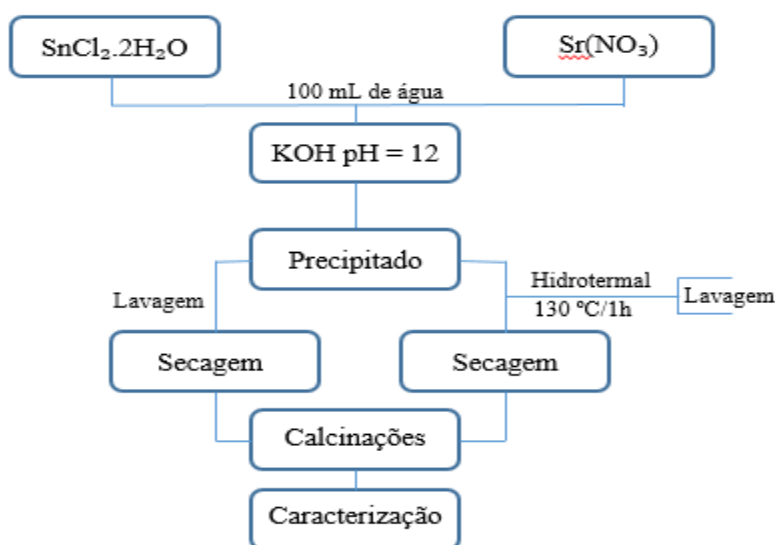 SnCl₂.2H₂O
Sr(NO₃)
100 mL de água
KOH pH = 12
Precipitado
Lavagem
Hidrotermal
130 ºC/1h
Lavagem
Secagem
Secagem
Calcinações
Caracterização